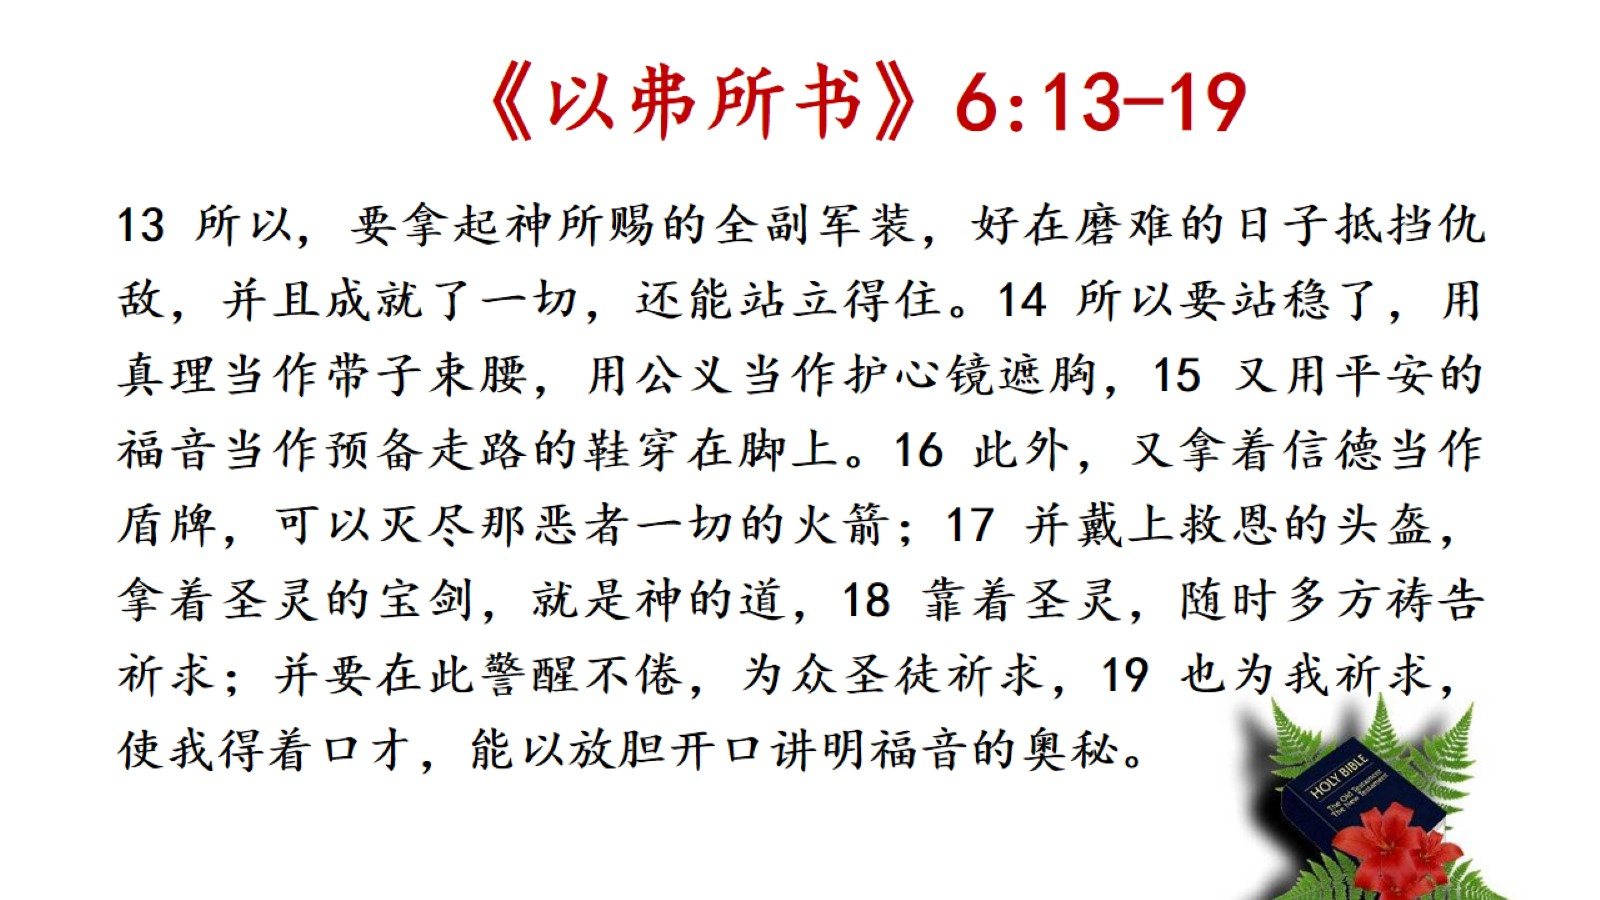 《以弗所书》6:13-19
13 所以，要拿起神所赐的全副军装，好在磨难的日子抵挡仇
敌，并且成就了一切，还能站立得住。14 所以要站稳了，用
真理当作带子束腰，用公义当作护心镜遮胸，15 又用平安的
福音当作预备走路的鞋穿在脚上。16 此外，又拿着信德当作
盾牌，可以灭尽那恶者一切的火箭；17 并戴上救恩的头盔，
拿着圣灵的宝剑，就是神的道，18 靠着圣灵，随时多方祷告
祈求；并要在此警醒不倦，为众圣徒祈求，19 也为我祈求，
使我得着口才，能以放胆开口讲明福音的奥秘。
HOLY BIBLE
The Old Testament
The New Testament